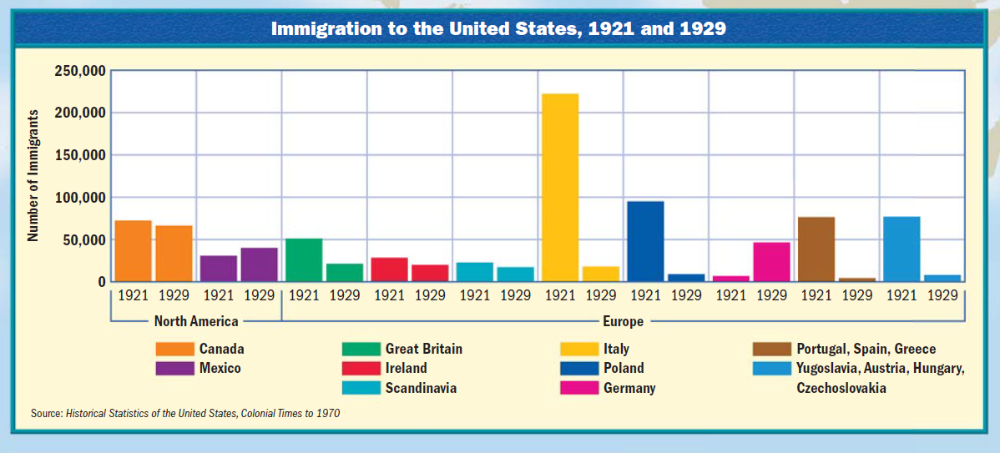 Immigration to the United States, 1921 and 1929
Number of Immigrants
250,000
200,000
150,000
100,000
50,000
0
1921 1929 1921 1929 1921 1929 1921 1929 1921 1929 1921 1929 1921 1929 1921 1929 1921 1929 1921 1929
North America Europe
Canada
Mexico
Great Britain
Ireland
Scandinavia
Italy
Poland
Germany
Portugal, Spain, Greece
Yugoslavia, Austria, Hungary,
Czechoslovakia
Source: Historical Statistics of the United States, Colonial Times to 1970